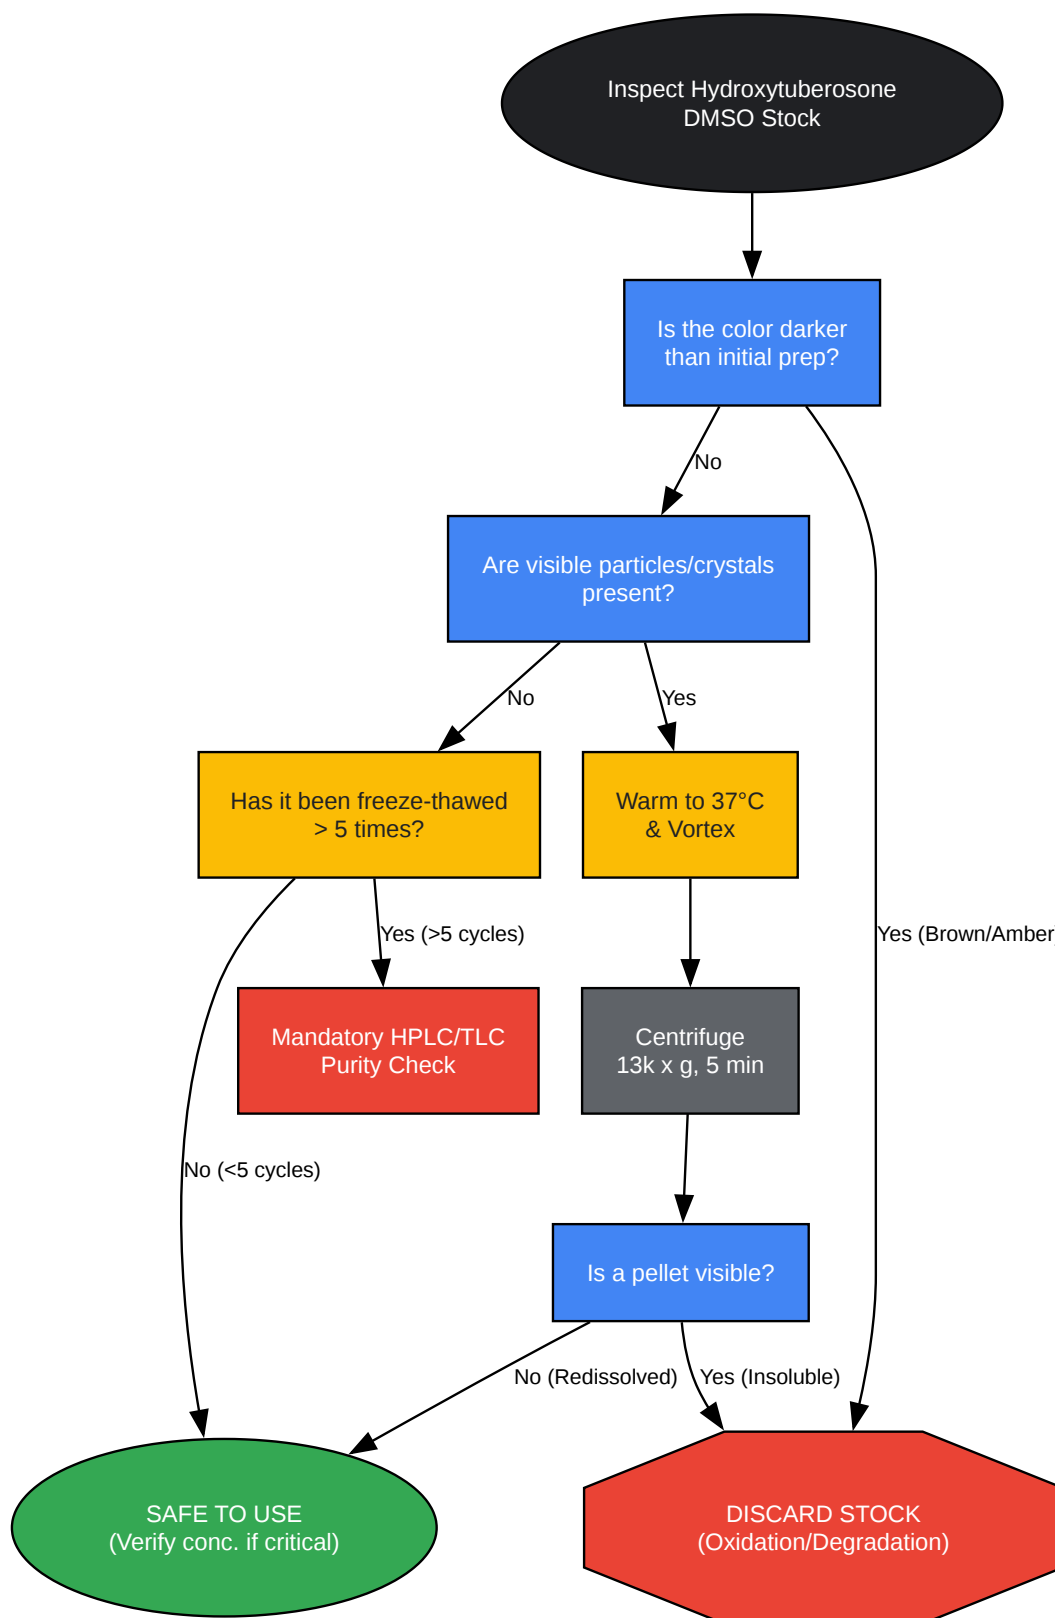 Inspect Hydroxytuberosone
DMSO Stock
Is the color darker
than initial prep?
No
Are visible particles/crystals
present?
No
Yes
Has it been freeze-thawed
> 5 times?
Warm to 37°C
& Vortex
Yes (>5 cycles)
Yes (Brown/Amber)
Mandatory HPLC/TLC
Purity Check
Centrifuge
13k x g, 5 min
No (<5 cycles)
Is a pellet visible?
No (Redissolved)
Yes (Insoluble)
SAFE TO USE
(Verify conc. if critical)
DISCARD STOCK
(Oxidation/Degradation)